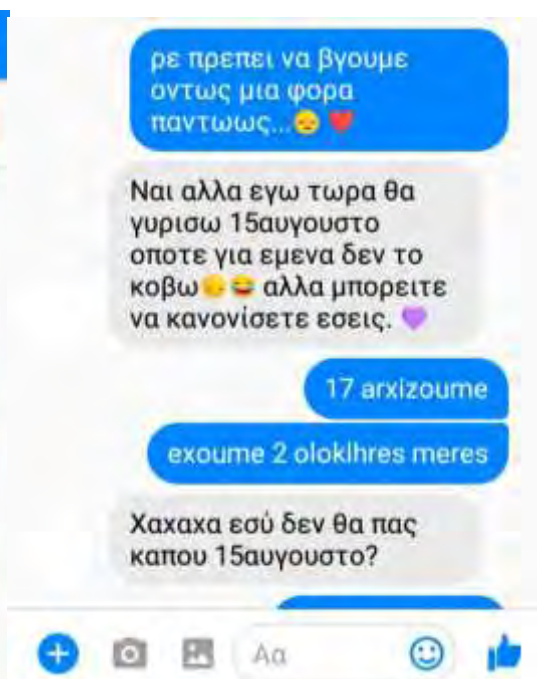 ρε πρεπει να βγουμε
οντως μια φορα
παντωως...😞❤️
Ναι αλλα εγω τωρα θα
γυρισω 15αυγουστο
οποτε για εμενα δεν το
κοβω😂 αλλα μπορειτε
να κανονίσετε εσεις. 💜
17 arxizoume
exoume 2 oloklhres meres
Χαχαχα εσύ δεν θα πας
καπου 15αυγουστο?
Aα